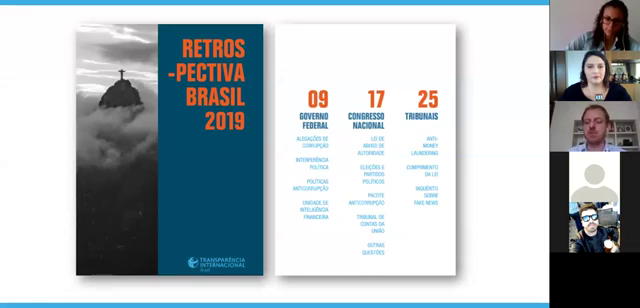 RETROS
-PECTIVA
BRASIL
2019
TRANSPARÊNCIA
INTERNACIONAL
Brasil
09
GOVERNO
FEDERAL
ALEGAÇÕES DE
CORRUPÇÃO
INTERFERÊNCIA
POLÍTICA
POLÍTICAS
ANTICORRUPÇÃO
UNIDADE DE
INTELIGÊNCIA
FINANCEIRA
17
CONGRESSO
NACIONAL
LEI DE
ABUSO DE
AUTORIDADE
ELEIÇÕES E
PARTIDOS
POLÍTICOS
PACOTE
ANTICORRUPÇÃO
TRIBUNAL DE
CONTAS DA
UNIÃO
OUTRAS
QUESTÕES
25
TRIBUNAIS
ANTI-
MONEY
LAUNDERING
CUMPRIMENTO
DA LEI
INQUÉRITO
SOBRE
FAKE NEWS